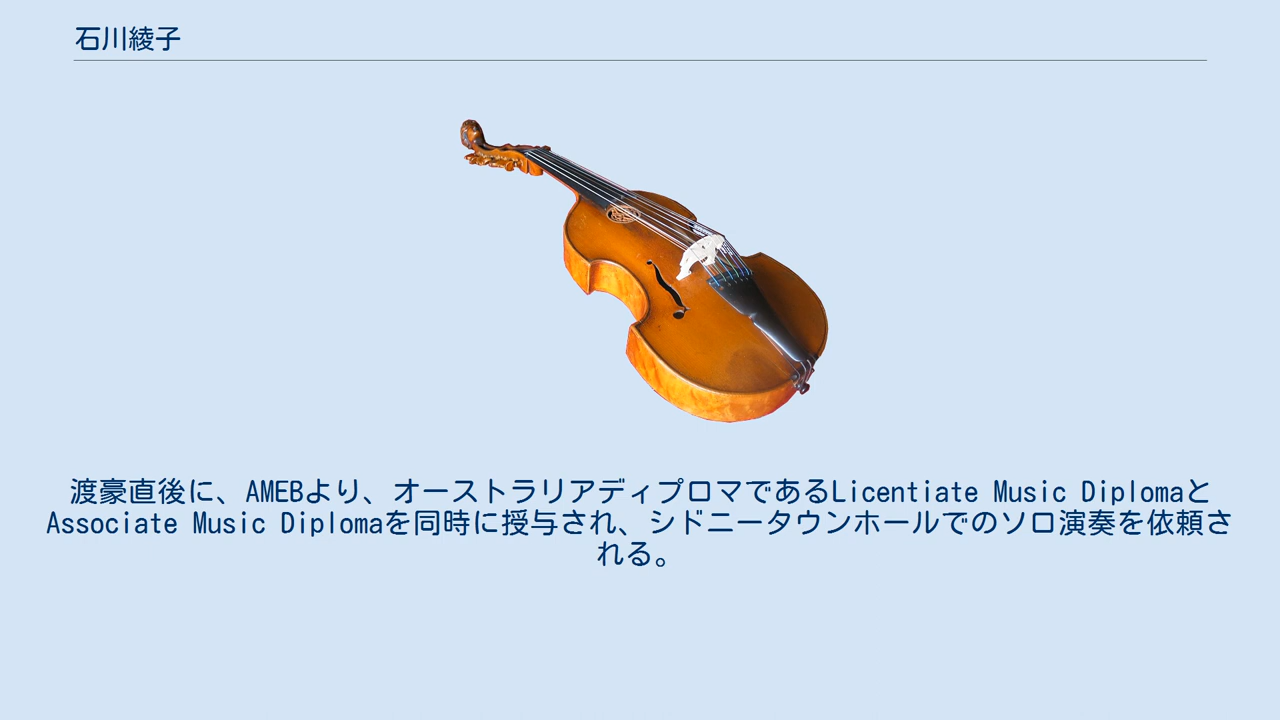 石川綾子
渡豪直後に、AMEBより、オーストラリアディプロマであるLicentiate Music Diplomaと
Associate Music Diplomaを同時に授与され、シドニータウンホールでのソロ演奏を依頼さ
れる。